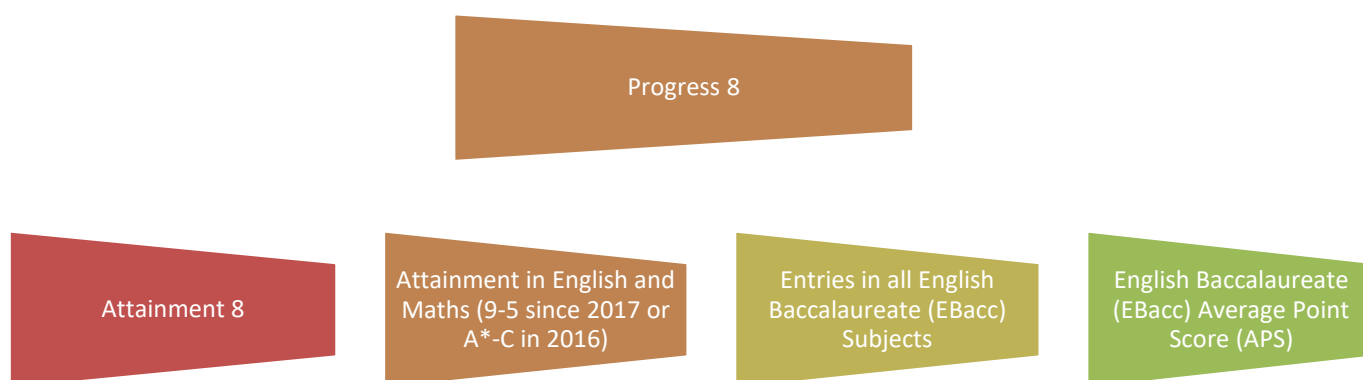 Progress 8
Attainment 8
Attainment in English and
Maths (9-5 since 2017 or
A*-C in 2016)
Entries in all English
Baccalaureate (EBacc)
Subjects
English Baccalaureate
(EBacc) Average Point
Score (APS)